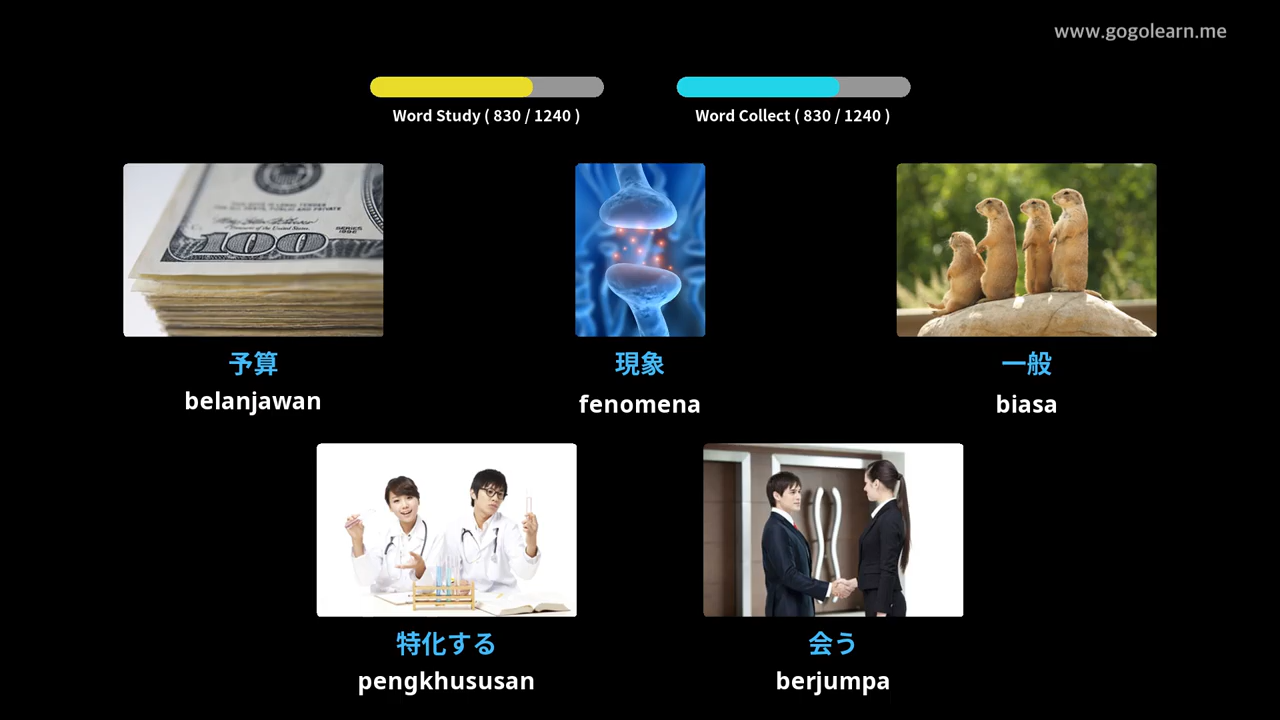 www.gogolearn.me
Word Study ( 830 / 1240 )
Word Collect ( 830 / 1240 )
100
予算
belanjawan
現象
fenomena
一般
biasa
特化する
pengkhususan
会う
berjumpa